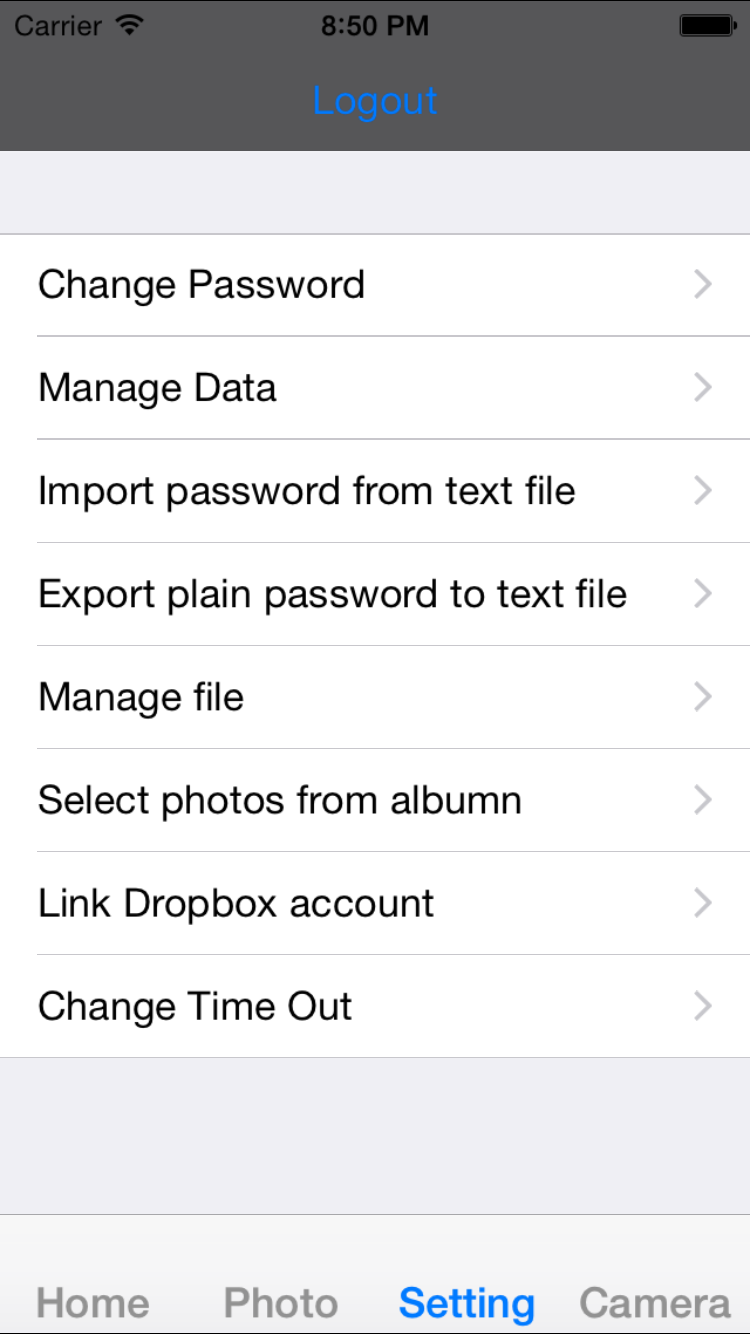 Carrier 8:50 PM
Logout
Change Password
Manage Data
Import password from text file
Export plain password to text file
Manage file
Select photos from albumn
Link Dropbox account
Change Time Out
Home Photo Setting Camera